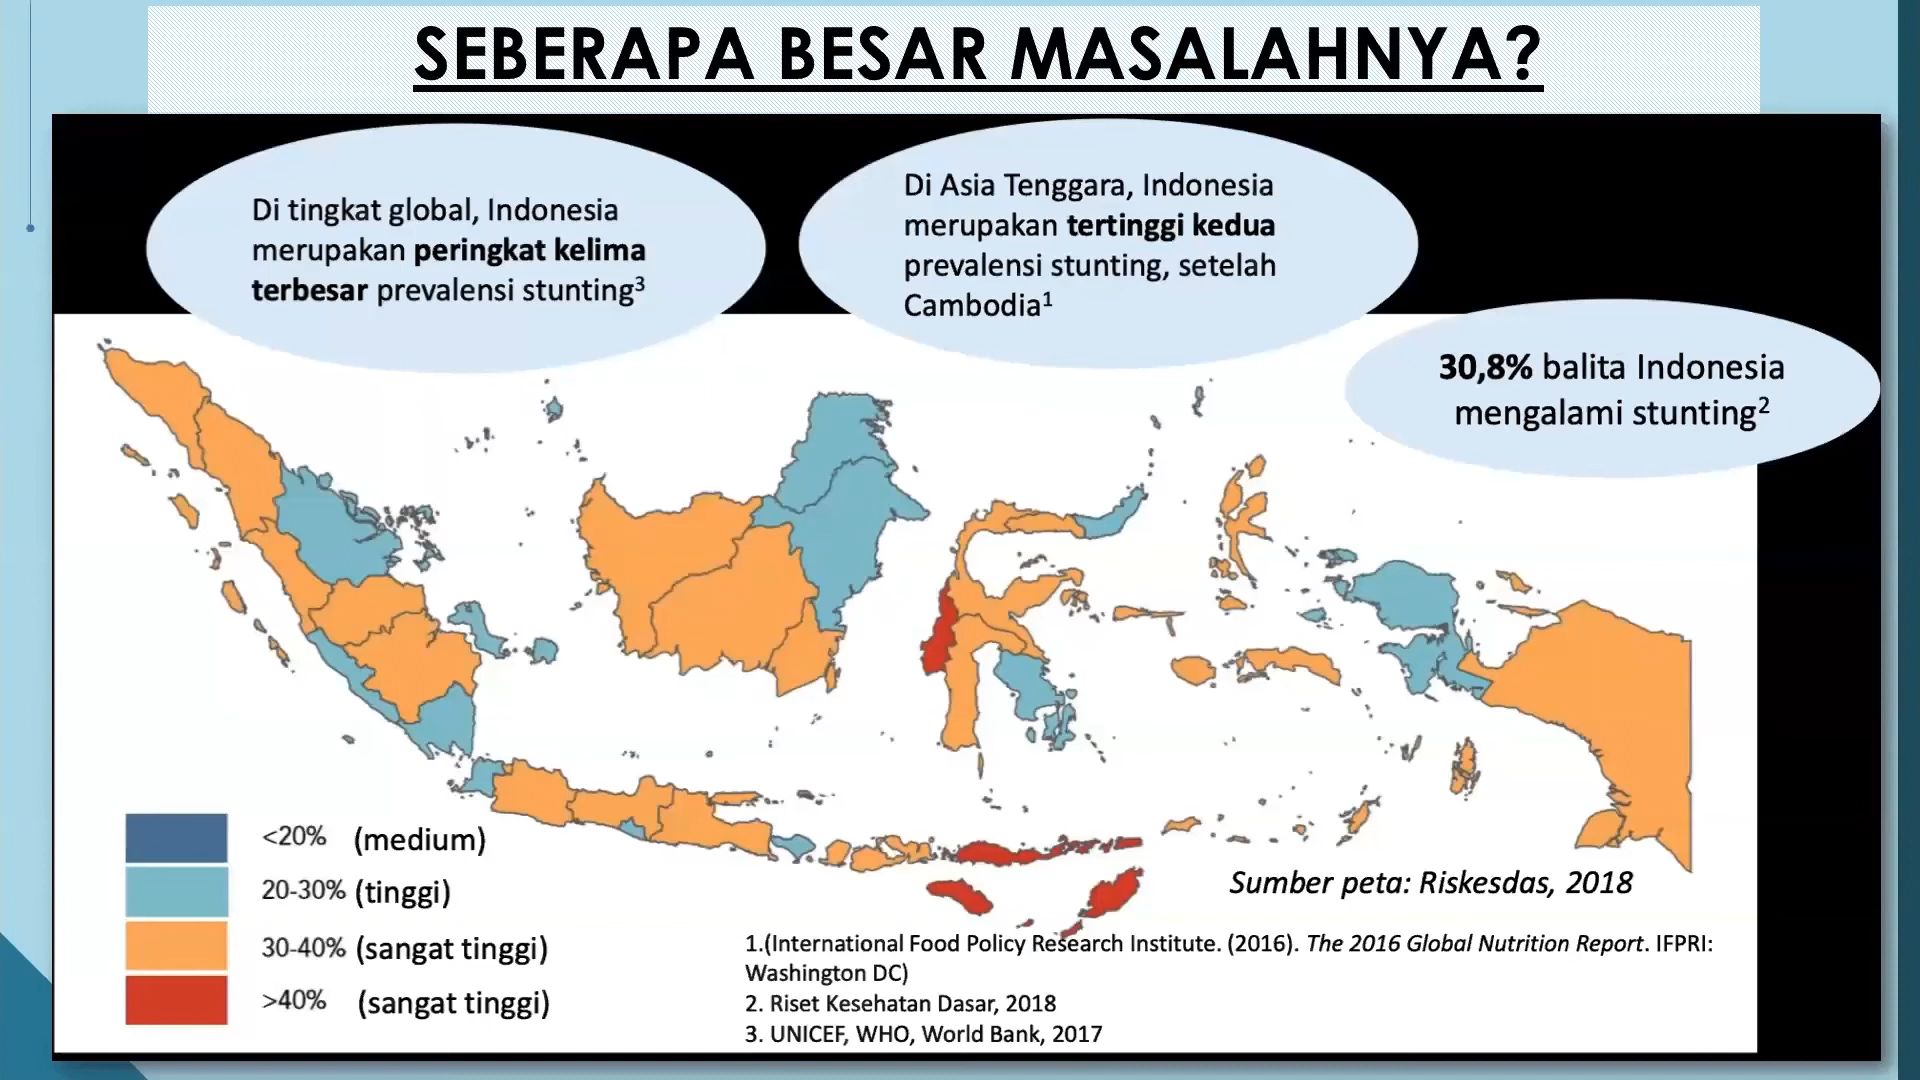 SEBERAPA BESAR MASALAHNYA?
Di tingkat global, Indonesia
merupakan peringkat kelima
terbesar prevalensi stunting³
Di Asia Tenggara, Indonesia
merupakan tertinggi kedua
prevalensi stunting, setelah
Cambodia¹
30,8% balita Indonesia
mengalami stunting²
<20% (medium)
20-30% (tinggi)
30-40% (sangat tinggi)
>40% (sangat tinggi)
Sumber peta: Riskesdas, 2018
1.(International Food Policy Research Institute. (2016). The 2016 Global Nutrition Report. IFPRI:
Washington DC)
2. Riset Kesehatan Dasar, 2018
3. UNICEF, WHO, World Bank, 2017